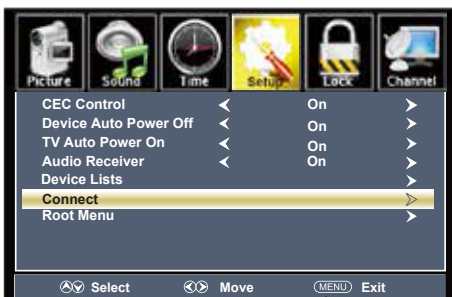 Picture Sound Time Setup Lock Channel
CEC Control On
Device Auto Power Off On
TV Auto Power On On
Audio Receiver On
Device Lists
Connect
Root Menu
Select Move MENU Exit